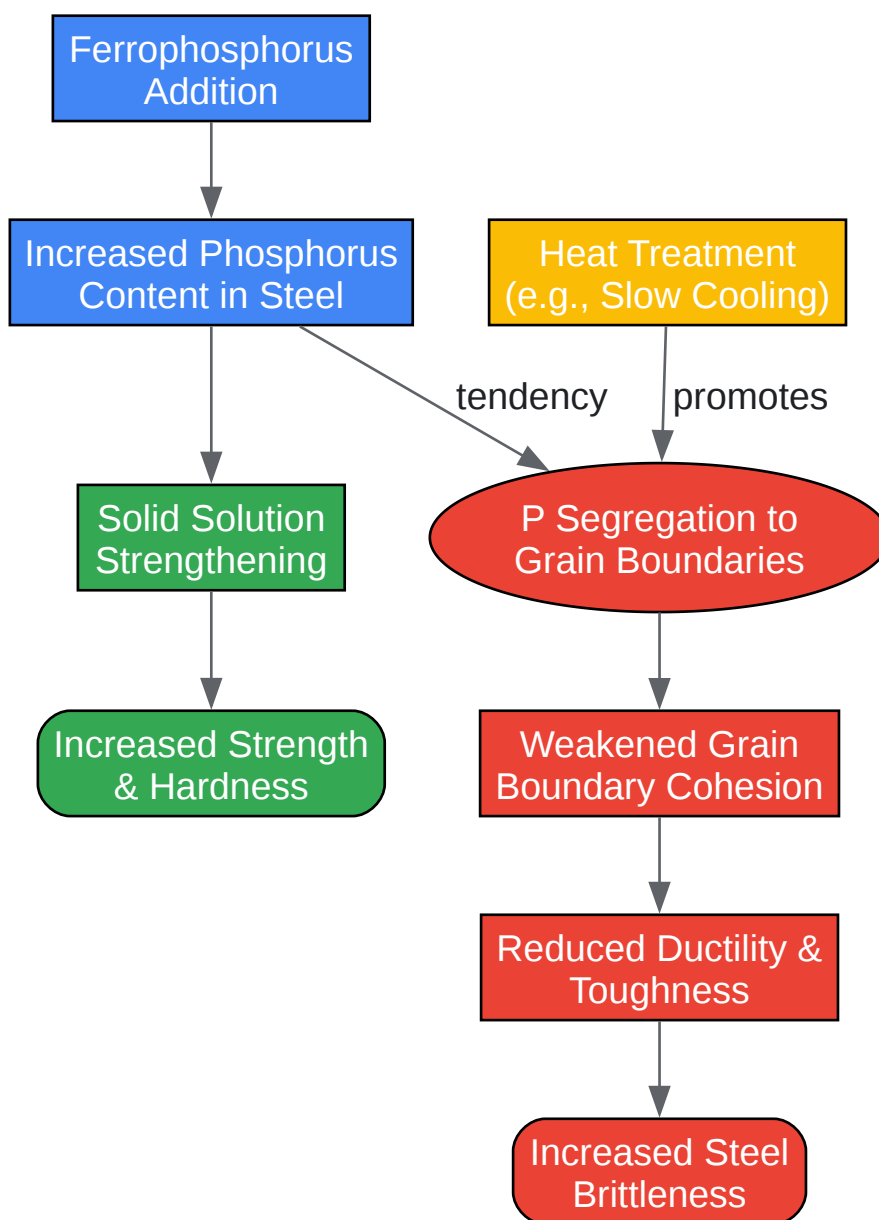 Ferrophosphorus
Addition
Increased Phosphorus
Content in Steel
Heat Treatment
(e.g., Slow Cooling)
tendency
promotes
Solid Solution
Strengthening
P Segregation to
Grain Boundaries
Increased Strength
& Hardness
Weakened Grain
Boundary Cohesion
Reduced Ductility &
Toughness
Increased Steel
Brittleness